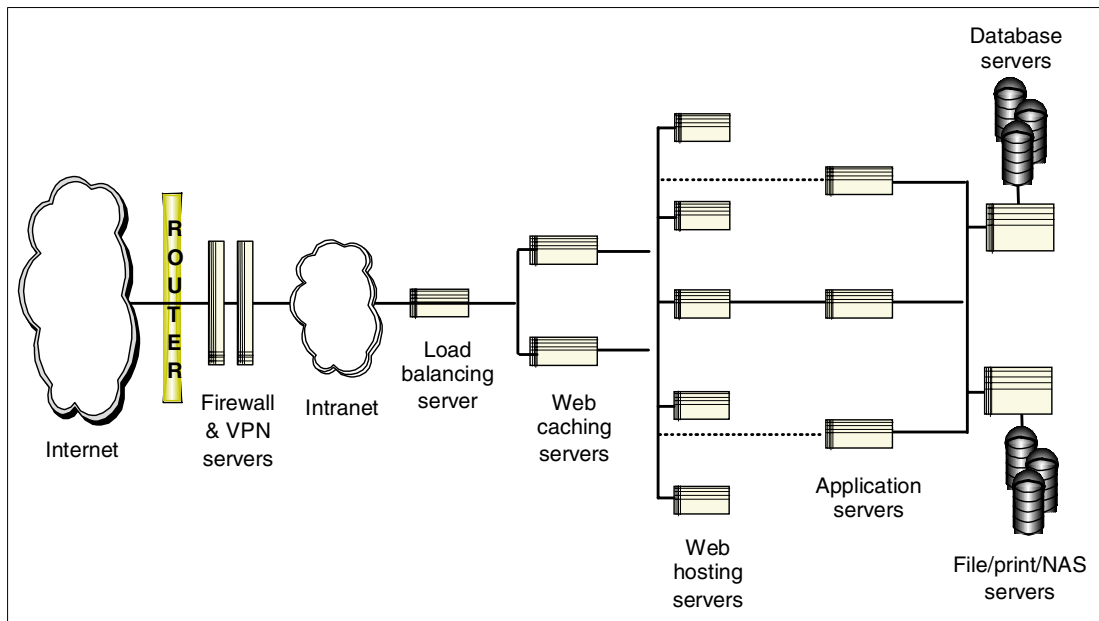 Internet
ROUTER
Firewall
& VPN
servers
Intranet
Load
balancing
server
Web
caching
servers
Web
hosting
servers
Application
servers
Database
servers
File/print/NAS
servers